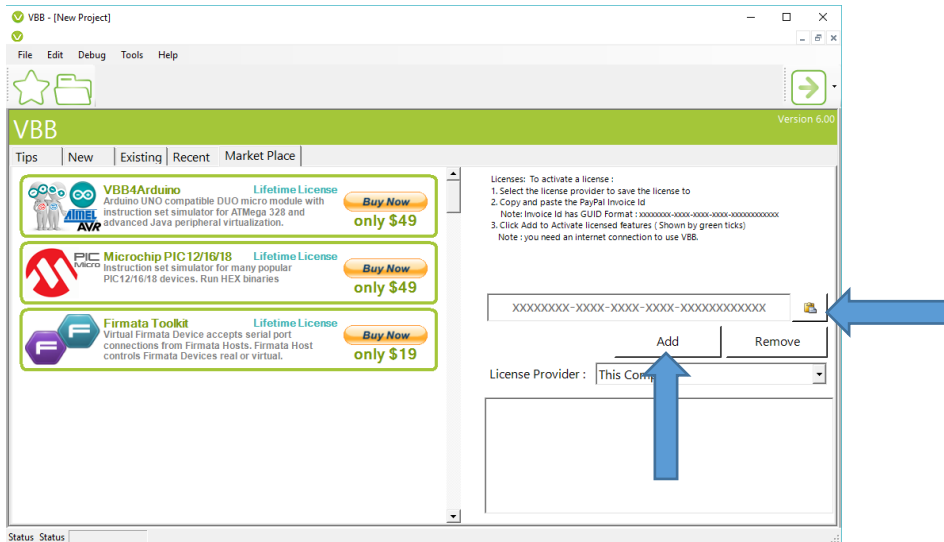 VBB - [New Project]
File Edit Debug Tools Help
VBB
Version 6.00
Tips New Existing Recent Market Place
VBB4Arduino Lifetime License
Arduino UNO compatible DUO micro module with
instruction set simulator for ATMega 328 and
advanced Java peripheral virtualization.
Buy Now
only $49
ATMEL
AVR
PIC
Micro
Microchip PIC12/16/18 Lifetime License
Instruction set simulator for many popular
PIC12/16/18 devices. Run HEX binaries
Buy Now
only $49
F F
Firmata Toolkit Lifetime License
Virtual Firmata Device accepts serial port
connections from Firmata Hosts. Firmata Host
controls Firmata Devices real or virtual.
Buy Now
only $19
Licenses: To activate a license :
1. Select the license provider to save the license to
2. Copy and paste the PayPal Invoice Id
Note: Invoice Id has GUID Format : xxxxxxxx-xxxx-xxxx-xxxx-xxxxxxxxxxxx
3. Click Add to Activate licensed features ( Shown by green ticks)
Note : you need an internet connection to use VBB.
XXXXXXXX-XXXX-XXXX-XXXX-XXXXXXXXXXXX
Add Remove
License Provider : This
Status Status